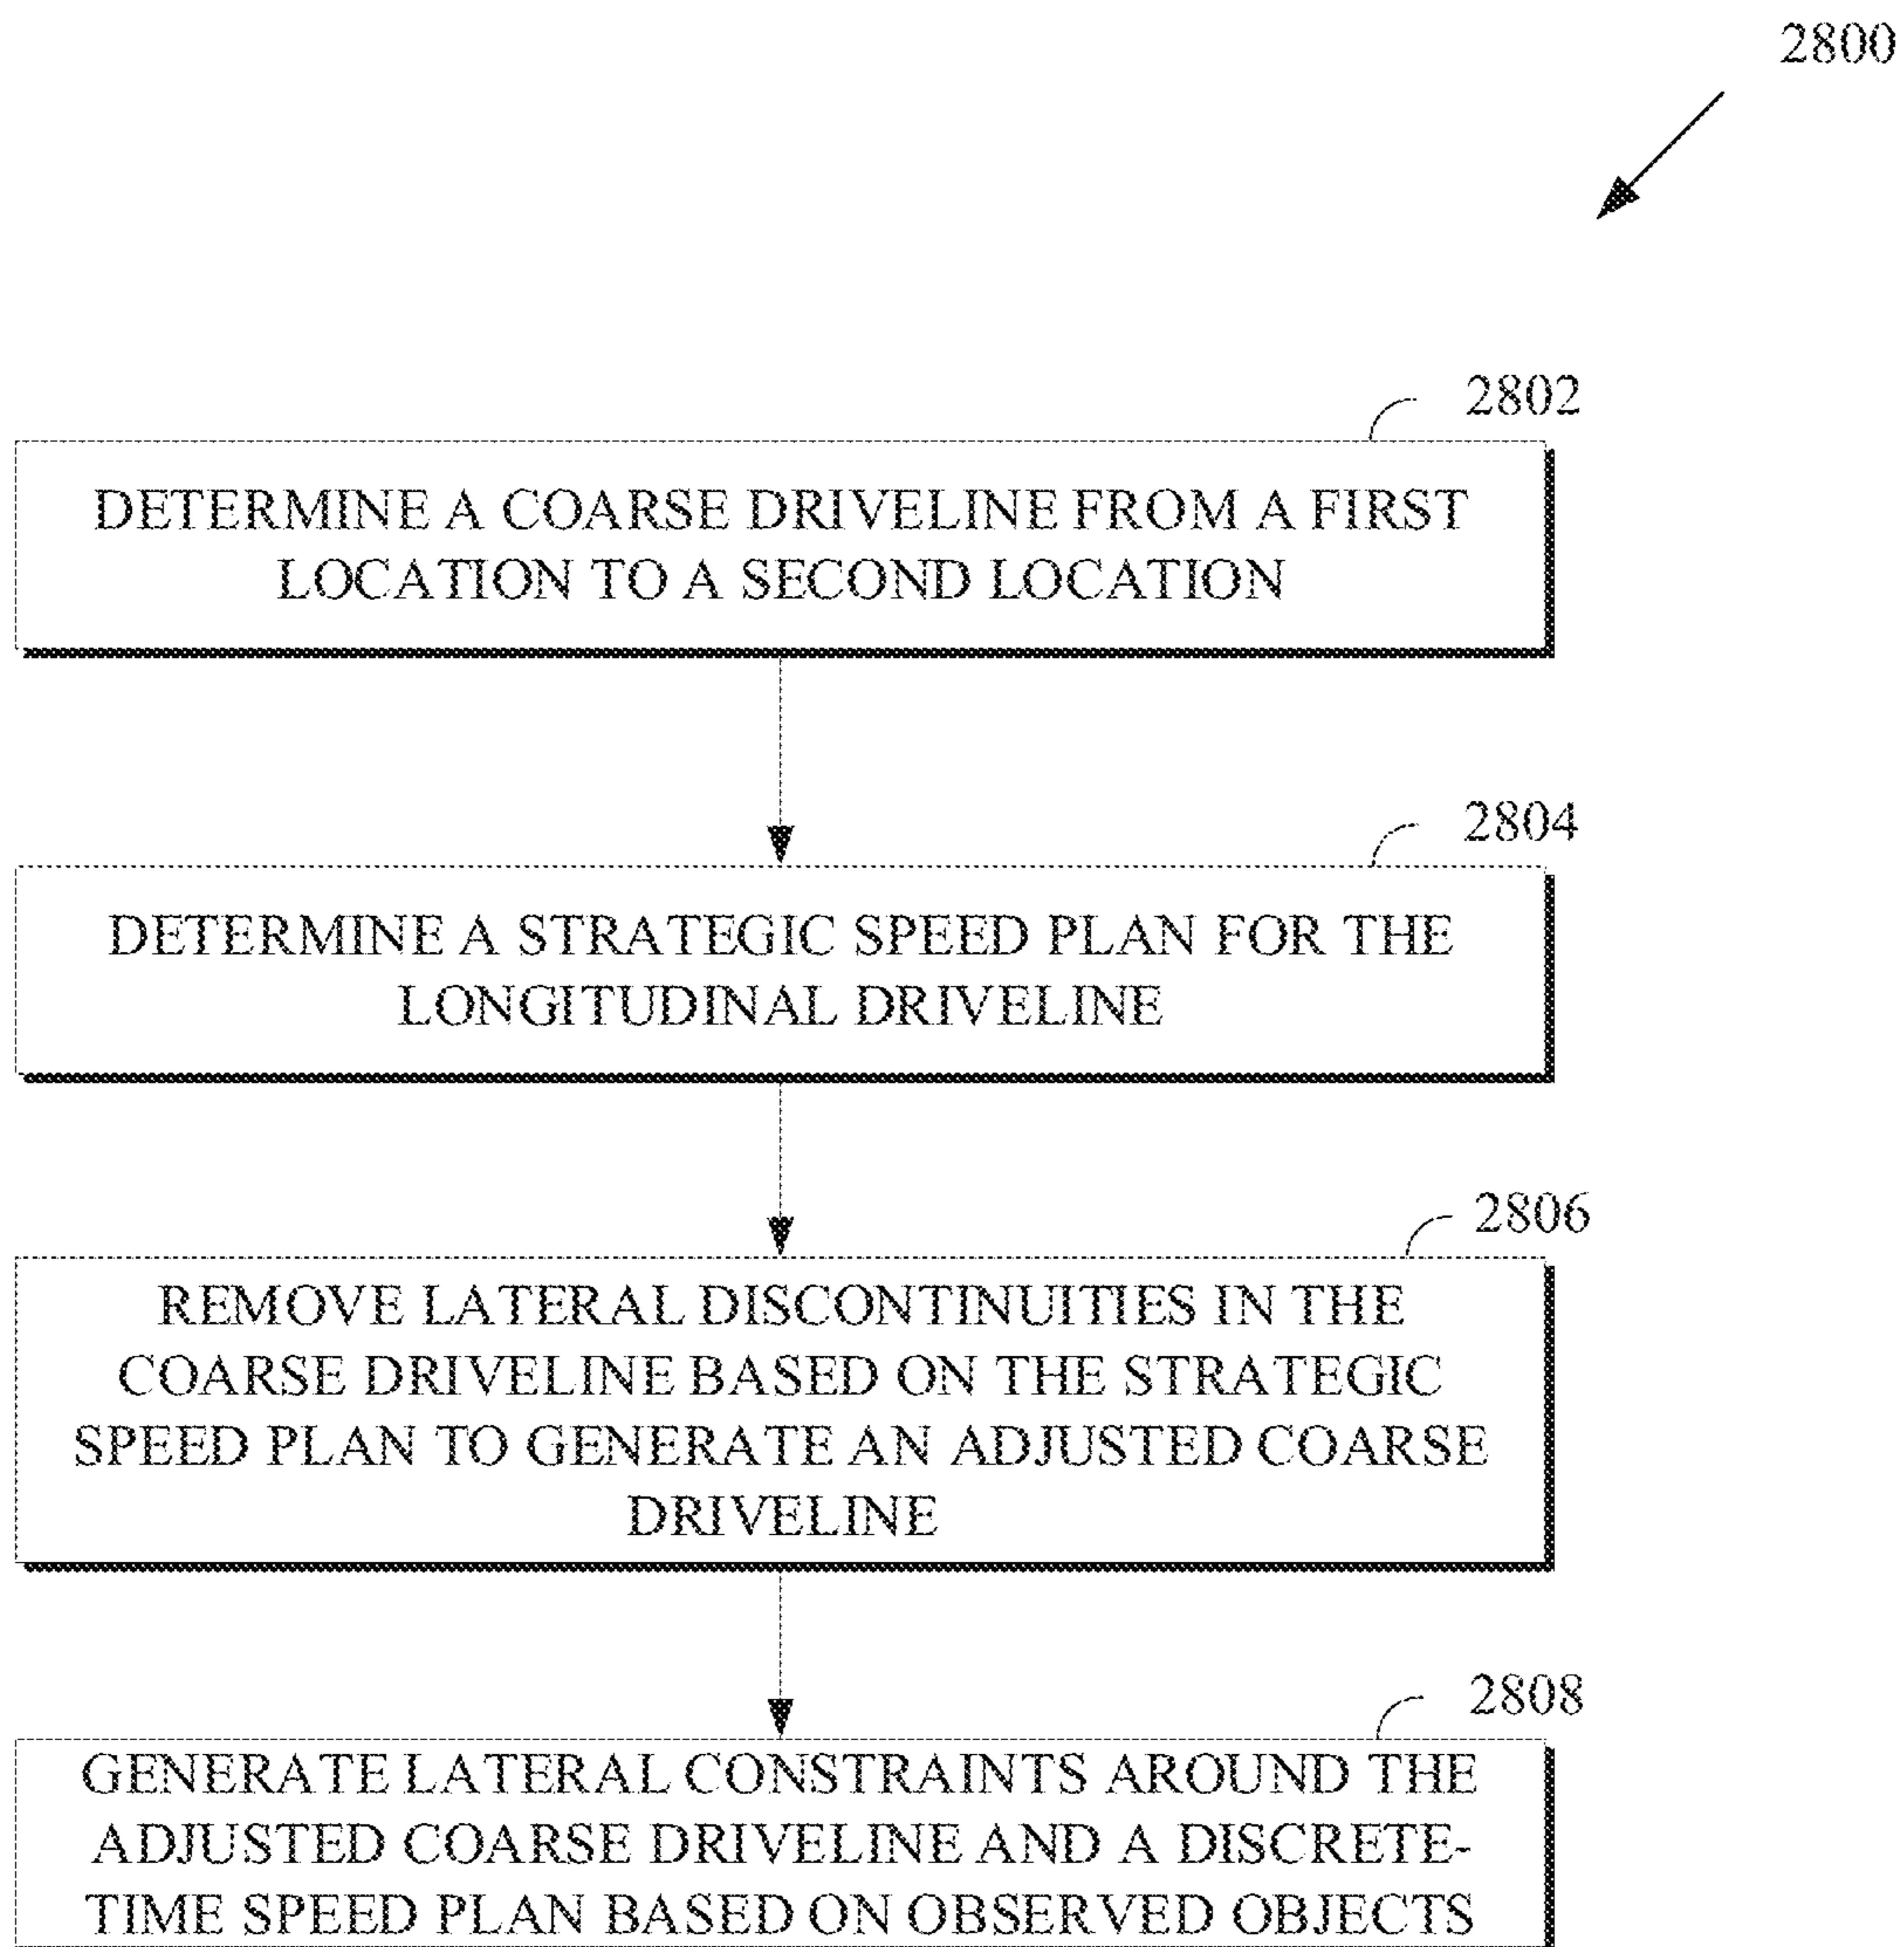 2800
2802
DETERMINE A COARSE DRIVELINE FROM A FIRST
LOCATION TO A SECOND LOCATION
2804
DETERMINE A STRATEGIC SPEED PLAN FOR THE
LONGITUDINAL DRIVELINE
2806
REMOVE LATERAL DISCONTINUITIES IN THE
COARSE DRIVELINE BASED ON THE STRATEGIC
SPEED PLAN TO GENERATE AN ADJUSTED COARSE
DRIVELINE
2808
GENERATE LATERAL CONSTRAINTS AROUND THE
ADJUSTED COARSE DRIVELINE AND A DISCRETE-
TIME SPEED PLAN BASED ON OBSERVED OBJECTS